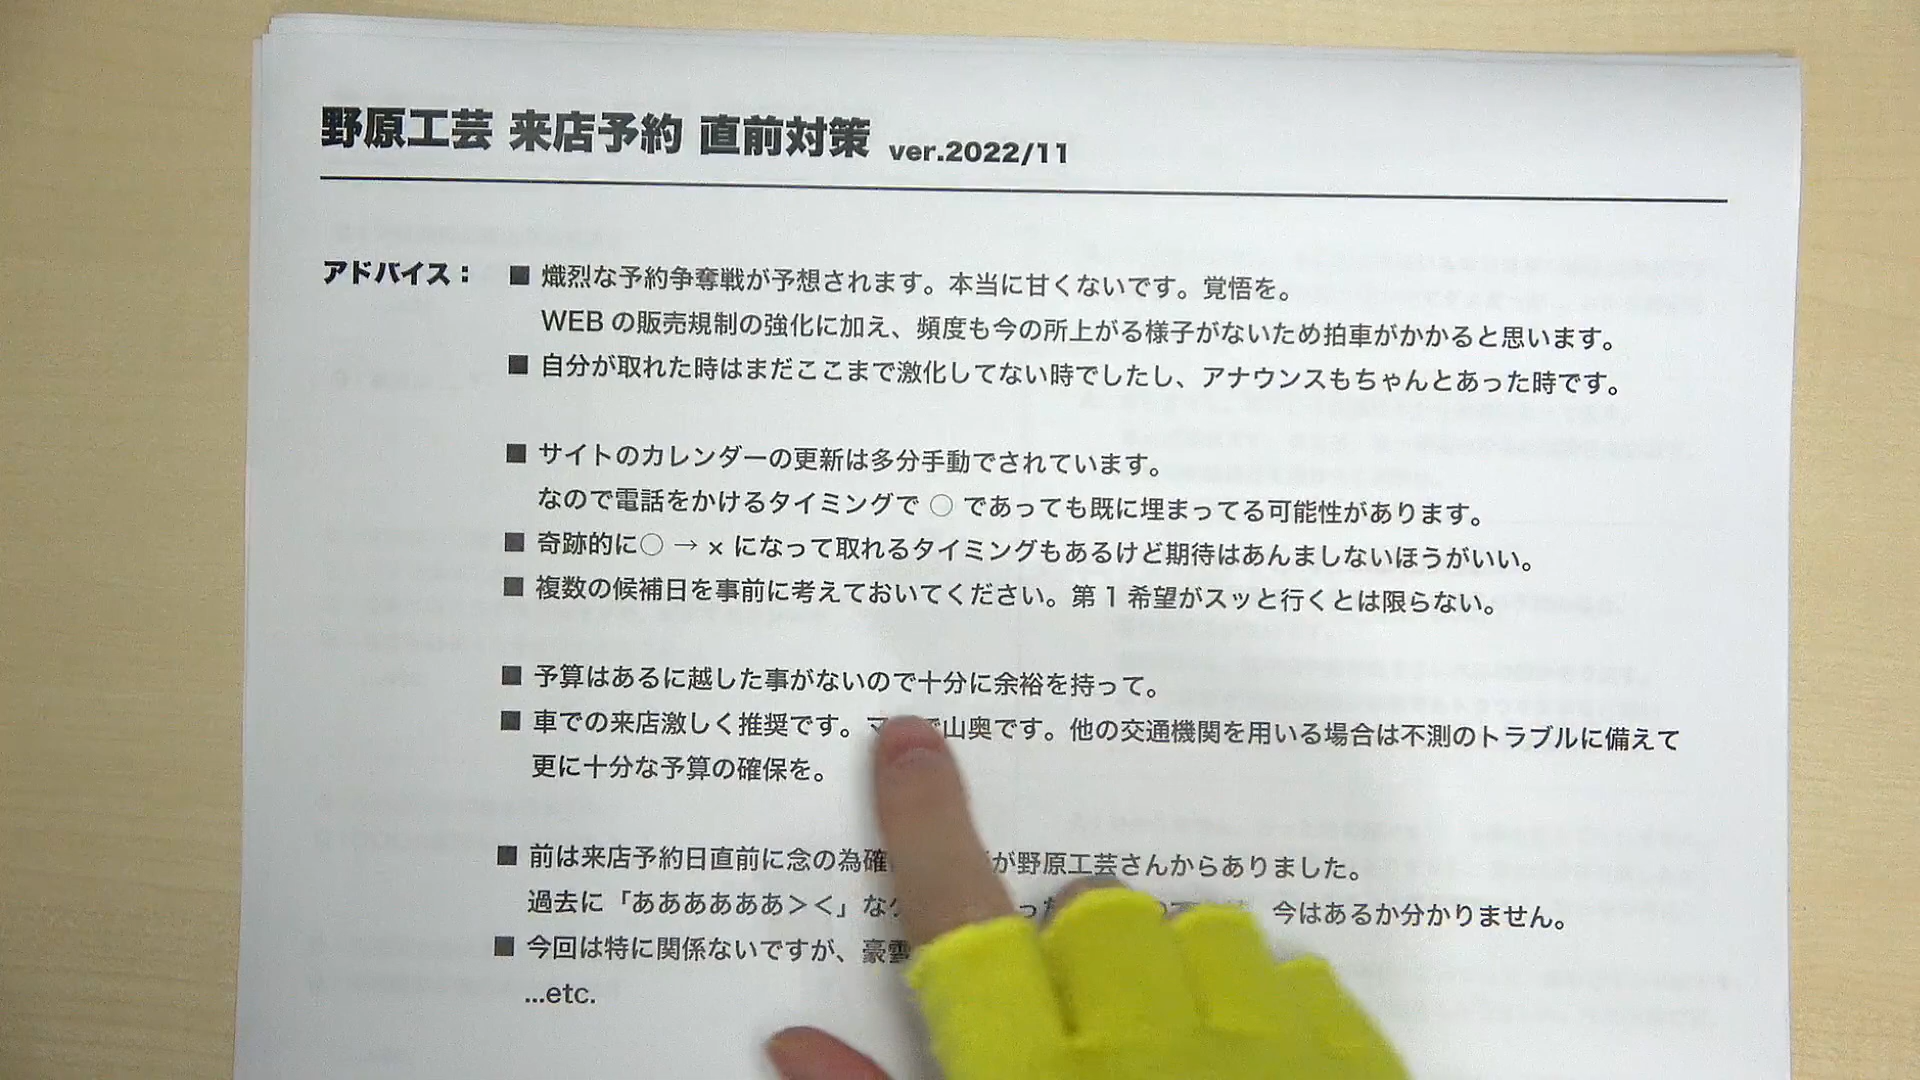 野原工芸 来店予約 直前対策 ver.2022/11
アドバイス： ■ 熾烈な予約争奪戦が予想されます。本当に甘くないです。覚悟を。
WEB の販売規制の強化に加え、頻度も今の所上がる様子がないため拍車がかかると思います。
■ 自分が取れた時はまだここまで激化してない時でしたし、アナウンスもちゃんとあった時です。
■ サイトのカレンダーの更新は多分手動でされています。
なので電話をかけるタイミングで ○ であっても既に埋まってる可能性があります。
■ 奇跡的に○ → × になって取れるタイミングもあるけど期待はあんましないほうがいい。
■ 複数の候補日を事前に考えておいてください。第 1 希望がスッと行くとは限らない。
■ 予算はあるに越した事がないので十分に余裕を持って。
■ 車での来店激しく推奨です。マ で山奥です。他の交通機関を用いる場合は不測のトラブルに備えて
更に十分な予算の確保を。
■ 前は来店予約日直前に念の為確 が野原工芸さんからありました。
過去に「ああああああ＞＜」な った 今はあるか分かりません。
■ 今回は特に関係ないですが、豪雪
...etc.